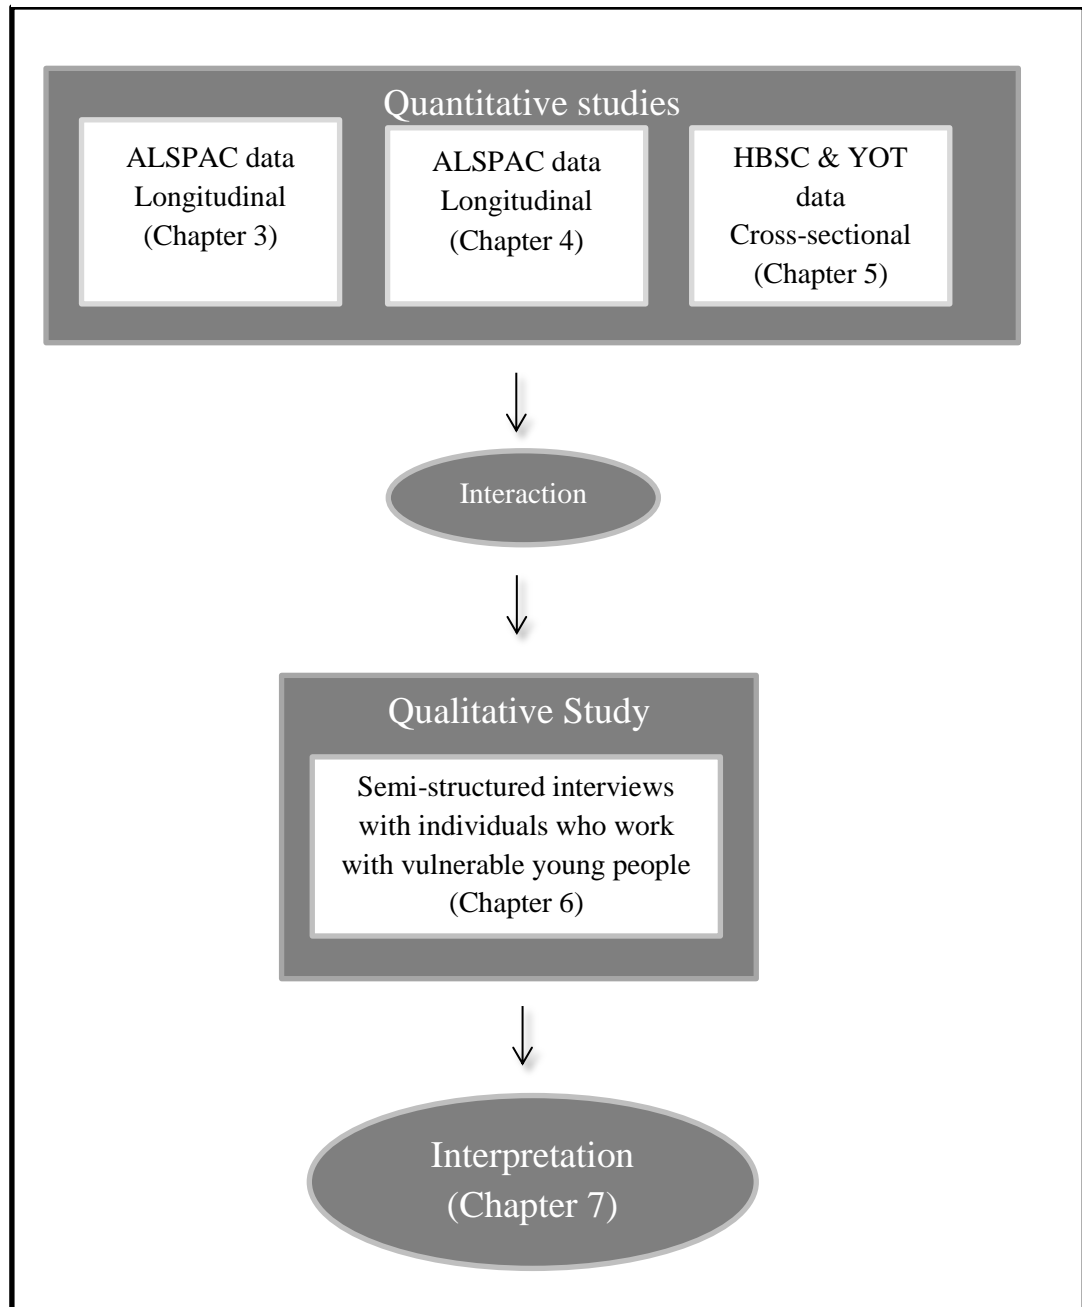 Quantitative studies
ALSPAC data
Longitudinal
(Chapter 3)
ALSPAC data
Longitudinal
(Chapter 4)
HBSC & YOT
data
Cross-sectional
(Chapter 5)
Interaction
Qualitative Study
Semi-structured interviews
with individuals who work
with vulnerable young people
(Chapter 6)
Interpretation
(Chapter 7)